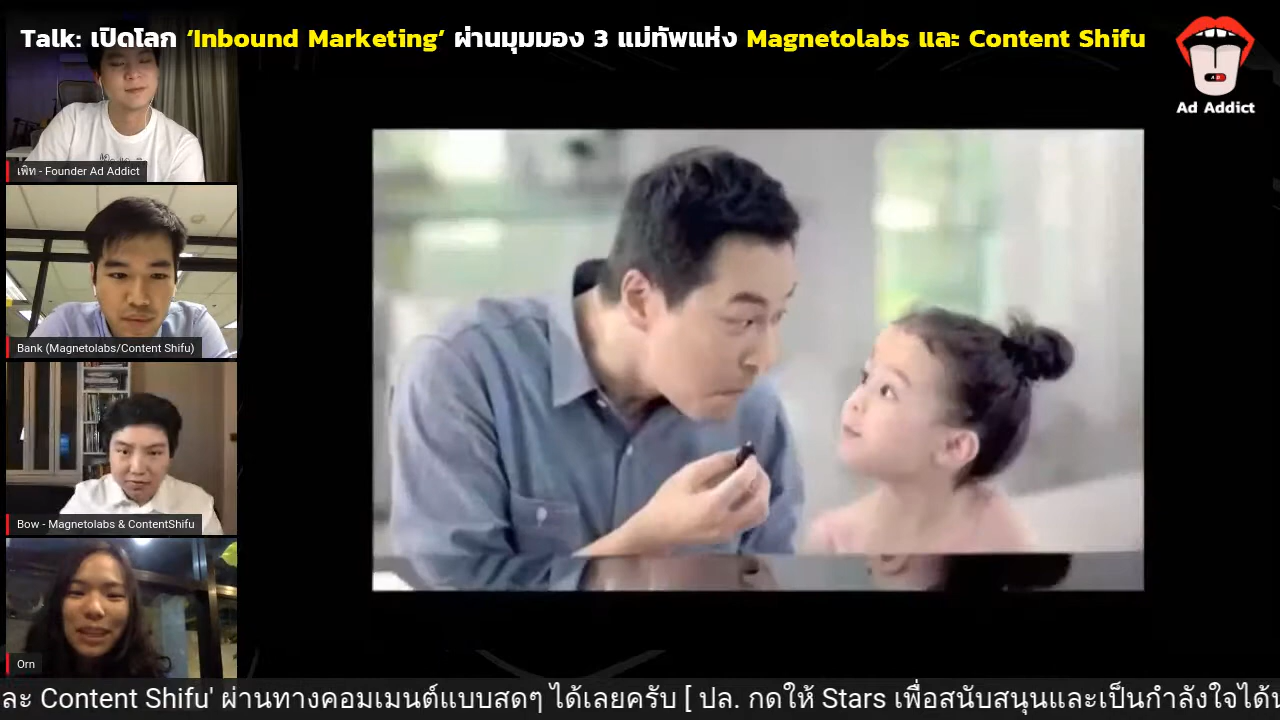 Talk: เปิดโลก ‘Inbound Marketing’ ผ่านมุมมอง 3 แม่ทัพแห่ง Magnetolabs และ Content Shifu
Ad Addict
เพิท - Founder Ad Addict
Bank (Magnetolabs/Content Shifu)
Bow - Magnetolabs & ContentShifu
Orn
ละ Content Shifu' ผ่านทางคอมเมนต์แบบสดๆ ได้เลยครับ [ ปล. กดให้ Stars เพื่อสนับสนุนและเป็นกำลังใจได้